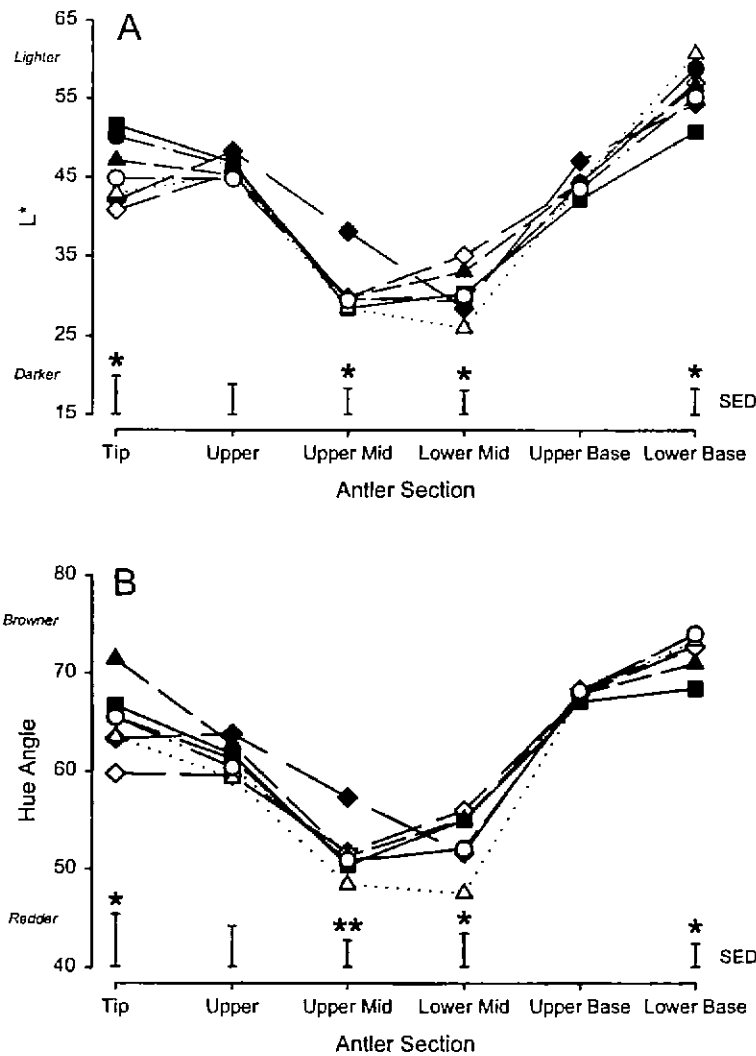 A
65
Lighter
55
45
L*
35
25
Darker
15
*
*
*
*
SED
Tip Upper Upper Mid Lower Mid Upper Base Lower Base
Antler Section
B
80
Browner
70
60
Hue Angle
50
Redder
40
*
**
*
*
SED
Tip Upper Upper Mid Lower Mid Upper Base Lower Base
Antler Section